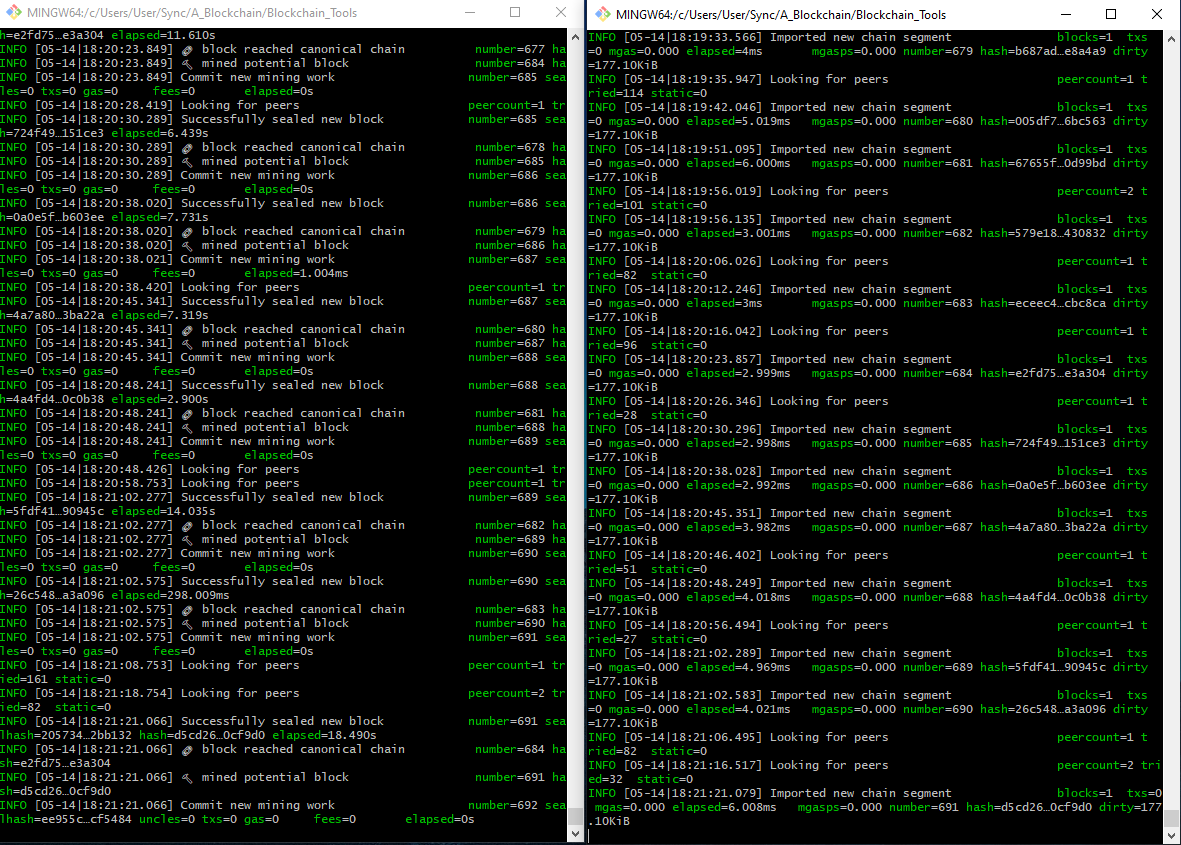 MINGW64:/c/Users/User/Sync/A_Blockchain/Blockchain_Tools
h=e2fd75…e3a304 elapsed=11.610s
INFO [05-14|18:20:23.849] block reached canonical chain number=677 ha
INFO [05-14|18:20:23.849] mined potential block number=684 ha
INFO [05-14|18:20:23.849] Commit new mining work number=685 sea
les=0 txs=0 gas=0 fees=0 elapsed=0s
INFO [05-14|18:20:28.419] Looking for peers peercount=1 tr
INFO [05-14|18:20:30.289] Successfully sealed new block number=685 sea
h=724f49…151ce3 elapsed=6.439s
INFO [05-14|18:20:30.289] block reached canonical chain number=678 ha
INFO [05-14|18:20:30.289] mined potential block number=685 ha
INFO [05-14|18:20:30.289] Commit new mining work number=686 sea
les=0 txs=0 gas=0 fees=0 elapsed=0s
INFO [05-14|18:20:38.020] Successfully sealed new block number=686 sea
h=0a0e5f…b603ee elapsed=7.731s
INFO [05-14|18:20:38.020] block reached canonical chain number=679 ha
INFO [05-14|18:20:38.020] mined potential block number=686 ha
INFO [05-14|18:20:38.021] Commit new mining work number=687 sea
les=0 txs=0 gas=0 fees=0 elapsed=1.004ms
INFO [05-14|18:20:38.420] Looking for peers peercount=1 tr
INFO [05-14|18:20:45.341] Successfully sealed new block number=687 sea
h=4a7a80…3ba22a elapsed=7.319s
INFO [05-14|18:20:45.341] block reached canonical chain number=680 ha
INFO [05-14|18:20:45.341] mined potential block number=687 ha
INFO [05-14|18:20:45.341] Commit new mining work number=688 sea
les=0 txs=0 gas=0 fees=0 elapsed=0s
INFO [05-14|18:20:48.241] Successfully sealed new block number=688 sea
h=4a4fd4…0c0b38 elapsed=2.900s
INFO [05-14|18:20:48.241] block reached canonical chain number=681 ha
INFO [05-14|18:20:48.241] mined potential block number=688 ha
INFO [05-14|18:20:48.241] Commit new mining work number=689 sea
les=0 txs=0 gas=0 fees=0 elapsed=0s
INFO [05-14|18:20:48.426] Looking for peers peercount=1 tr
INFO [05-14|18:20:58.753] Looking for peers peercount=1 tr
INFO [05-14|18:21:02.277] Successfully sealed new block number=689 sea
h=5fdf41…90945c elapsed=14.035s
INFO [05-14|18:21:02.277] block reached canonical chain number=682 ha
INFO [05-14|18:21:02.277] mined potential block number=689 ha
INFO [05-14|18:21:02.277] Commit new mining work number=690 sea
les=0 txs=0 gas=0 fees=0 elapsed=0s
INFO [05-14|18:21:02.575] Successfully sealed new block number=690 sea
h=26c548…a3a096 elapsed=298.009ms
INFO [05-14|18:21:02.575] block reached canonical chain number=683 ha
INFO [05-14|18:21:02.575] mined potential block number=690 ha
INFO [05-14|18:21:02.575] Commit new mining work number=691 sea
les=0 txs=0 gas=0 fees=0 elapsed=0s
INFO [05-14|18:21:08.753] Looking for peers peercount=1 tr
ied=161 static=0
INFO [05-14|18:21:18.754] Looking for peers peercount=2 tr
ied=82 static=0
INFO [05-14|18:21:21.066] Successfully sealed new block number=691 sea
lhash=205734…2bb132 hash=d5cd26…0cf9d0 elapsed=18.490s
INFO [05-14|18:21:21.066] block reached canonical chain number=684 ha
sh=e2fd75…e3a304
INFO [05-14|18:21:21.066] mined potential block number=691 ha
sh=d5cd26…0cf9d0
INFO [05-14|18:21:21.066] Commit new mining work number=692 sea
lhash=ee955c…cf5484 uncles=0 txs=0 gas=0 fees=0 elapsed=0s
MINGW64:/c/Users/User/Sync/A_Blockchain/Blockchain_Tools
INFO [05-14|18:19:33.566] Imported new chain segment blocks=1 txs
=0 mgas=0.000 elapsed=4ms mgasps=0.000 number=679 hash=b687ad…e8a4a9 dirty
=177.10KiB
INFO [05-14|18:19:35.947] Looking for peers peercount=1 t
ried=114 static=0
INFO [05-14|18:19:42.046] Imported new chain segment blocks=1 txs
=0 mgas=0.000 elapsed=5.019ms mgasps=0.000 number=680 hash=005df7…6bc563 dirty
=177.10KiB
INFO [05-14|18:19:51.095] Imported new chain segment blocks=1 txs
=0 mgas=0.000 elapsed=6.000ms mgasps=0.000 number=681 hash=67655f…0d99bd dirty
=177.10KiB
INFO [05-14|18:19:56.019] Looking for peers peercount=2 t
ried=101 static=0
INFO [05-14|18:19:56.135] Imported new chain segment blocks=1 txs
=0 mgas=0.000 elapsed=3.001ms mgasps=0.000 number=682 hash=579e18…430832 dirty
=177.10KiB
INFO [05-14|18:20:06.026] Looking for peers peercount=1 t
ried=82 static=0
INFO [05-14|18:20:12.246] Imported new chain segment blocks=1 txs
=0 mgas=0.000 elapsed=3ms mgasps=0.000 number=683 hash=eceec4…cbc8ca dirty
=177.10KiB
INFO [05-14|18:20:16.042] Looking for peers peercount=1 t
ried=96 static=0
INFO [05-14|18:20:23.857] Imported new chain segment blocks=1 txs
=0 mgas=0.000 elapsed=2.999ms mgasps=0.000 number=684 hash=e2fd75…e3a304 dirty
=177.10KiB
INFO [05-14|18:20:26.346] Looking for peers peercount=1 t
ried=28 static=0
INFO [05-14|18:20:30.296] Imported new chain segment blocks=1 txs
=0 mgas=0.000 elapsed=2.998ms mgasps=0.000 number=685 hash=724f49…151ce3 dirty
=177.10KiB
INFO [05-14|18:20:38.028] Imported new chain segment blocks=1 txs
=0 mgas=0.000 elapsed=2.992ms mgasps=0.000 number=686 hash=0a0e5f…b603ee dirty
=177.10KiB
INFO [05-14|18:20:45.351] Imported new chain segment blocks=1 txs
=0 mgas=0.000 elapsed=3.982ms mgasps=0.000 number=687 hash=4a7a80…3ba22a dirty
=177.10KiB
INFO [05-14|18:20:46.402] Looking for peers peercount=1 t
ried=51 static=0
INFO [05-14|18:20:48.249] Imported new chain segment blocks=1 txs
=0 mgas=0.000 elapsed=4.018ms mgasps=0.000 number=688 hash=4a4fd4…0c0b38 dirty
=177.10KiB
INFO [05-14|18:20:56.494] Looking for peers peercount=1 t
ried=27 static=0
INFO [05-14|18:21:02.289] Imported new chain segment blocks=1 txs
=0 mgas=0.000 elapsed=4.969ms mgasps=0.000 number=689 hash=5fdf41…90945c dirty
=177.10KiB
INFO [05-14|18:21:02.583] Imported new chain segment blocks=1 txs
=0 mgas=0.000 elapsed=4.021ms mgasps=0.000 number=690 hash=26c548…a3a096 dirty
=177.10KiB
INFO [05-14|18:21:06.495] Looking for peers peercount=1 t
ried=82 static=0
INFO [05-14|18:21:16.517] Looking for peers peercount=2 tri
ed=32 static=0
INFO [05-14|18:21:21.079] Imported new chain segment blocks=1 txs=0
mgas=0.000 elapsed=6.008ms mgasps=0.000 number=691 hash=d5cd26…0cf9d0 dirty=177
.10KiB